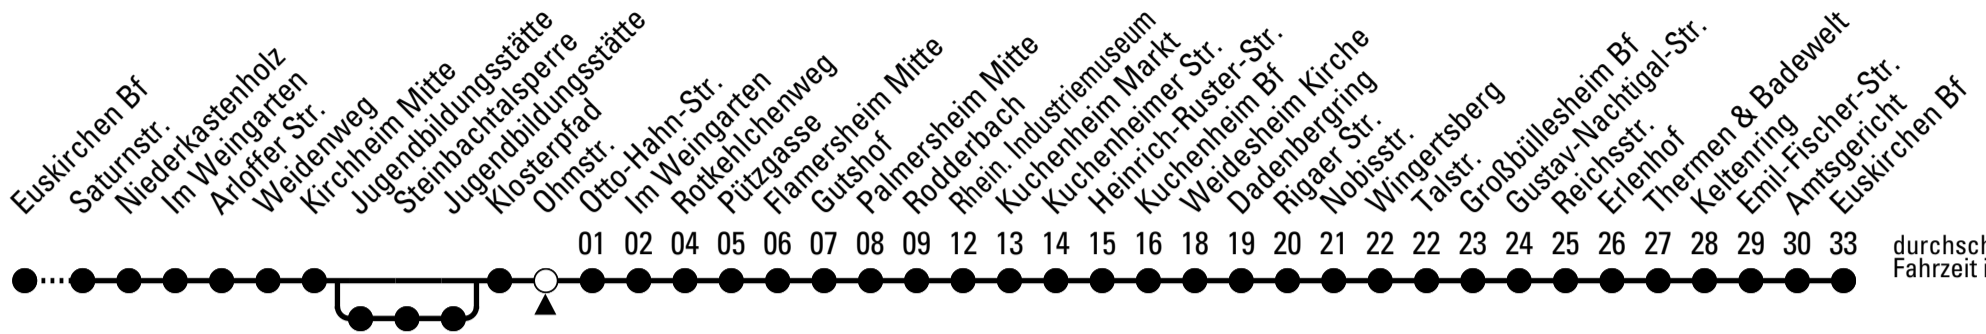 Euskirchen Bf
Saturnstr.
Niederkastenholz
Im Weingarten
Arloffer Str.
Weidenweg
Kirchheim Mitte
Jugendbildungsstätte
Steinbachtalsperre
Jugendbildungsstätte
Klosterpfad
Ohmstr.
Otto-Hahn-Str.
Im Weingarten
Rotkehlchenweg
Pützgasse
Flamersheim Mitte
Gutshof
Palmersheim Mitte
Rodderbach
Rhein. Industriemuseum
Kuchenheim Markt
Kuchenheimer Str.
Heinrich-Ruster-Str.
Kuchenheim Bf
Weidesheim Kirche
Dadenbergring
Rigaer Str.
Nobisstr.
Wingertsberg
Talstr.
Großbüllesheim Bf
Gustav-Nachtigal-Str.
Reichsstr.
Erlenhof
Thermen & Badewelt
Keltenring
Emil-Fischer-Str.
Amtsgericht
Euskirchen Bf
01 02 04 05 06 07 08 09 12 13 14 15 16 18 19 20 21 22 22 23 24 25 26 27 28 29 30 33
durchsch
Fahrzeit i